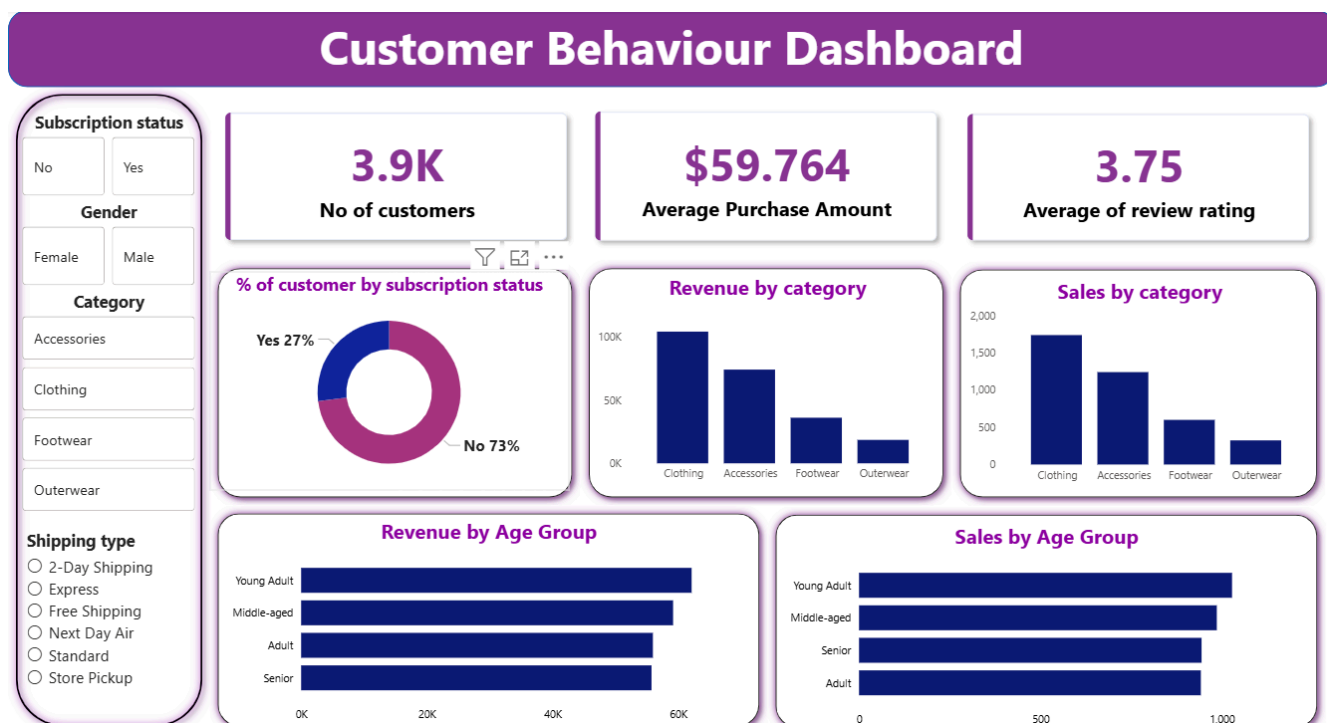 Customer Behaviour Dashboard
Subscription status
No
Yes
Gender
Female
Male
Category
Accessories
Clothing
Footwear
Outerwear
Shipping type
2-Day Shipping
Express
Free Shipping
Next Day Air
Standard
Store Pickup
3.9K
No of customers
$59.764
Average Purchase Amount
3.75
Average of review rating
% of customer by subscription status
Yes 27%
No 73%
Revenue by category
100K
50K
0K
Clothing Accessories Footwear Outerwear
Sales by category
2,000
1,500
1,000
500
0
Clothing Accessories Footwear Outerwear
Revenue by Age Group
Young Adult
Middle-aged
Adult
Senior
0K 20K 40K 60K
Sales by Age Group
Young Adult
Middle-aged
Senior
Adult
0 500 1,000